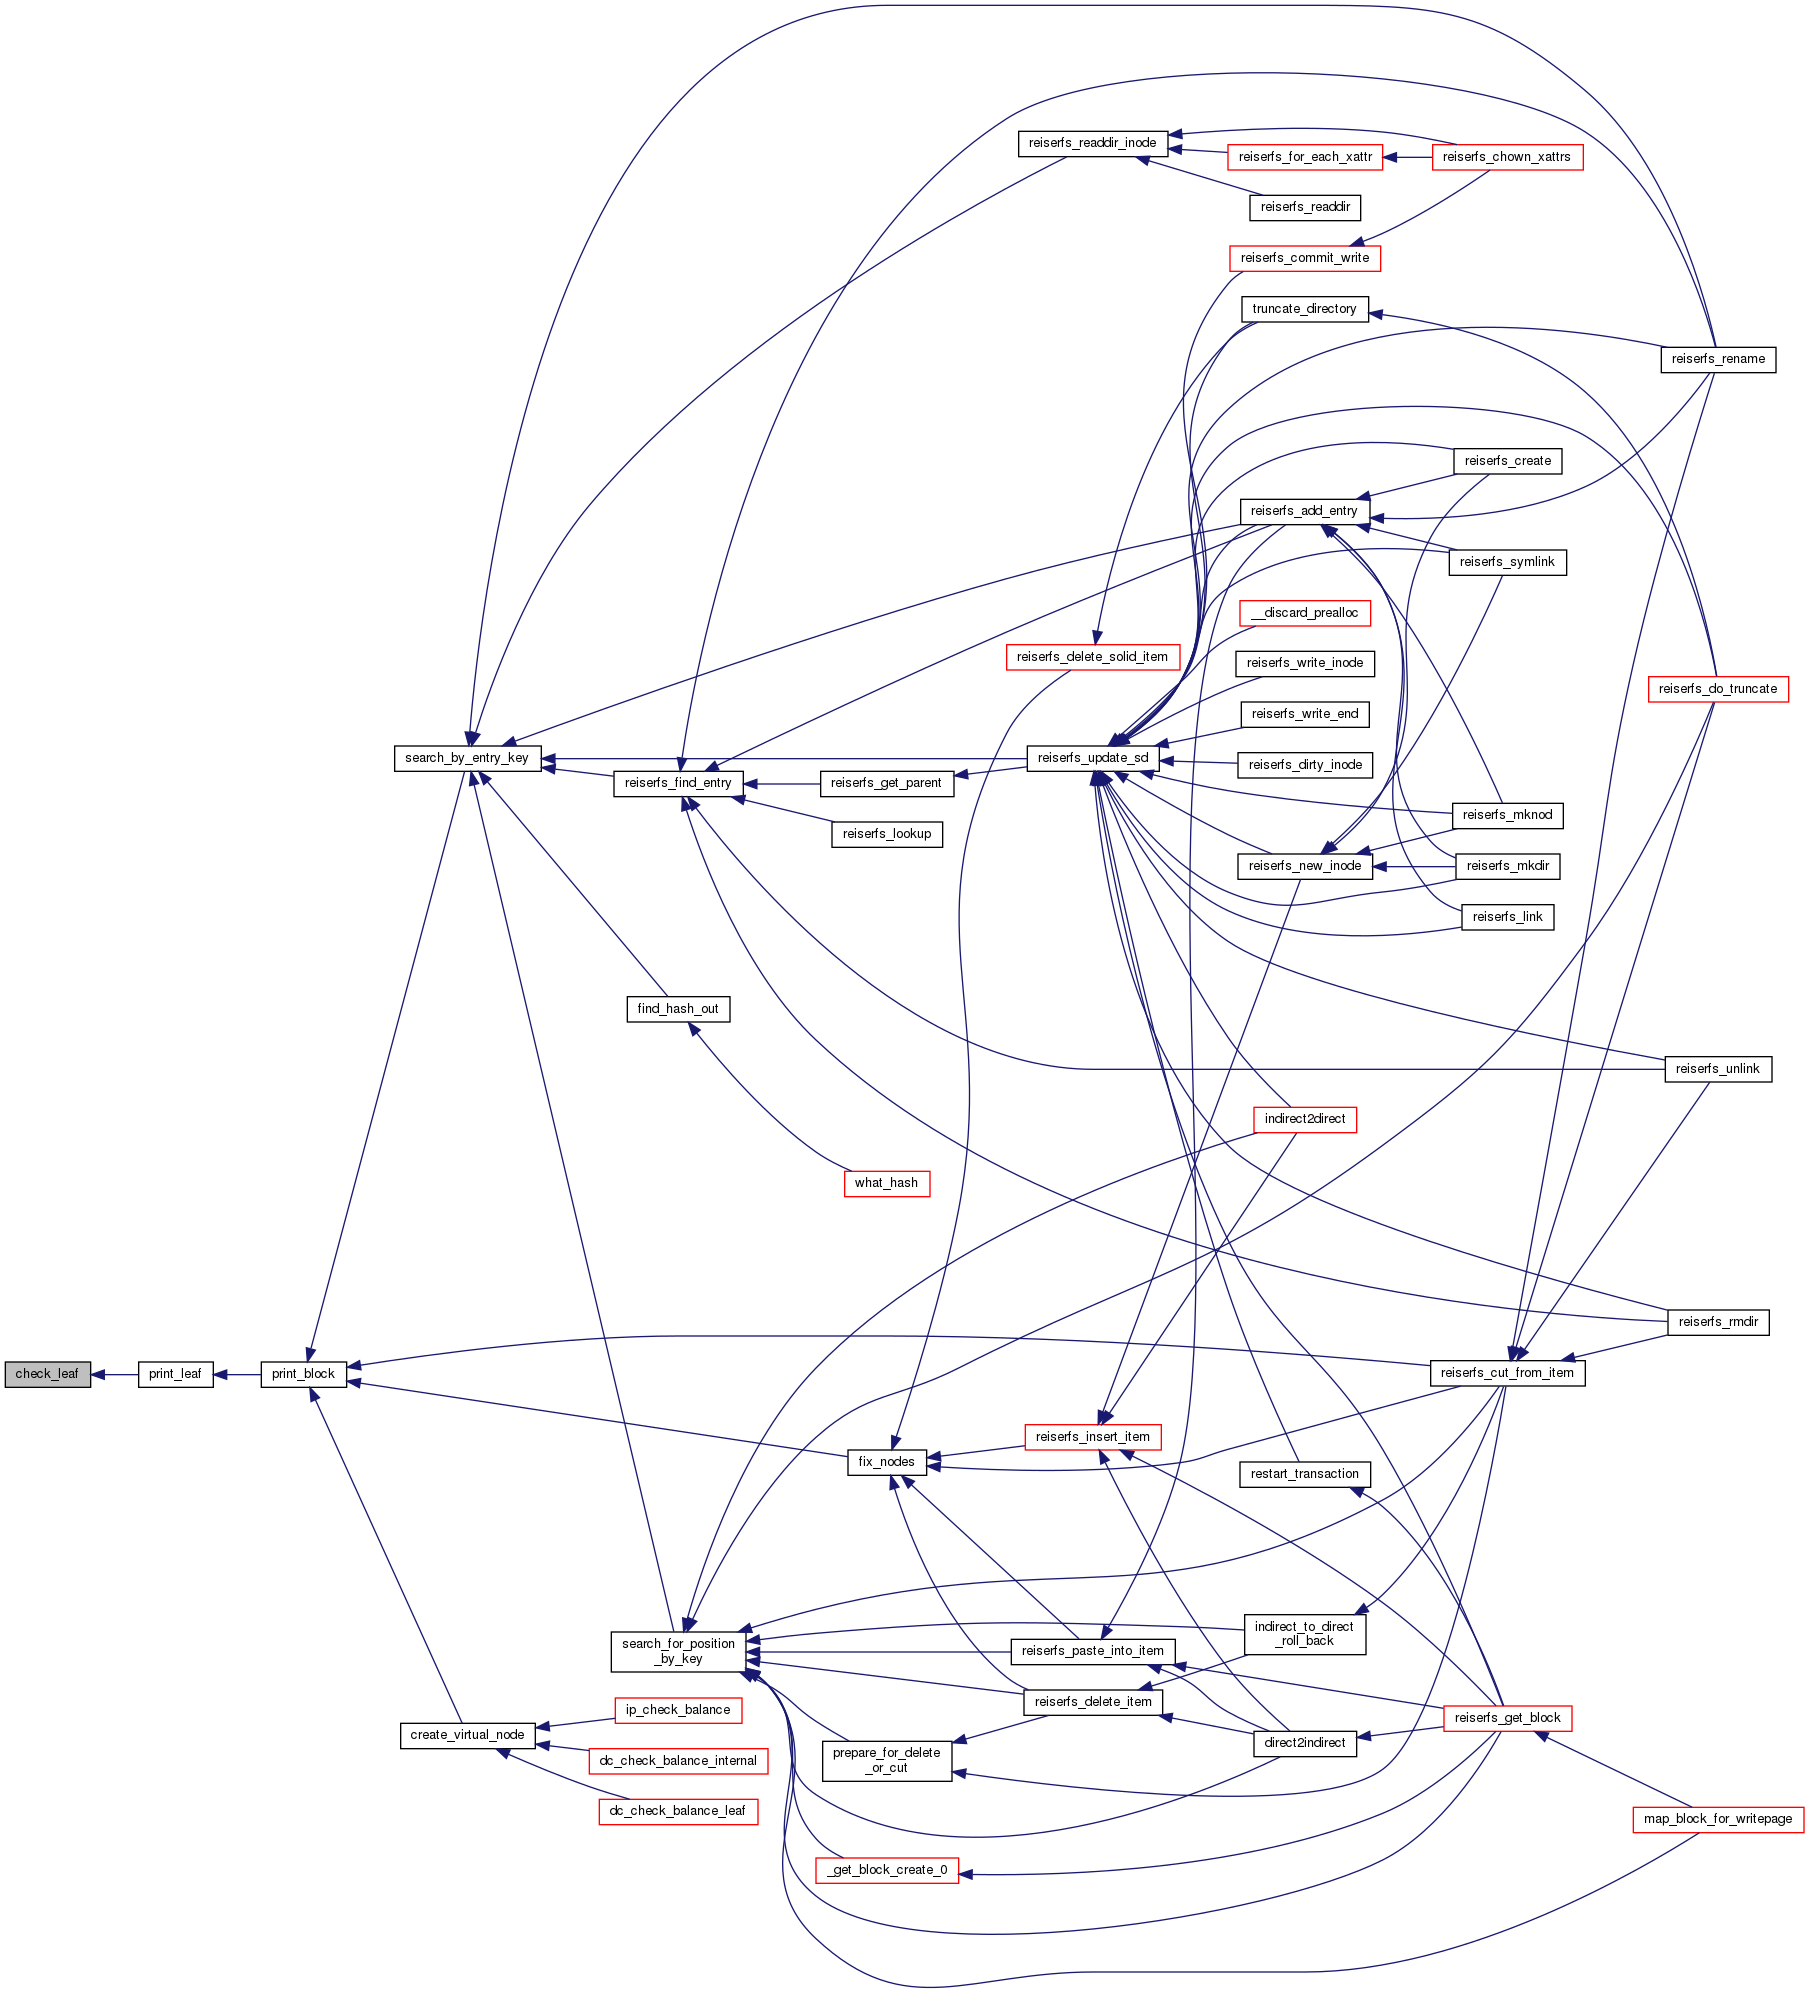 reiserfs_readdir_inode
reiserfs_for_each_xattr
reiserfs_chown_xattrs
reiserfs_readdir
reiserfs_commit_write
truncate_directory
reiserfs_rename
reiserfs_create
reiserfs_add_entry
reiserfs_symlink
__discard_prealloc
reiserfs_delete_solid_item
reiserfs_write_inode
reiserfs_do_truncate
reiserfs_write_end
search_by_entry_key
reiserfs_update_sd
reiserfs_dirty_inode
reiserfs_find_entry
reiserfs_get_parent
reiserfs_mknod
reiserfs_lookup
reiserfs_new_inode
reiserfs_mkdir
reiserfs_link
find_hash_out
reiserfs_unlink
indirect2direct
what_hash
reiserfs_rmdir
check_leaf
print_leaf
print_block
reiserfs_cut_from_item
reiserfs_insert_item
fix_nodes
restart_transaction
indirect_to_direct
_roll_back
search_for_position
_by_key
reiserfs_paste_into_item
reiserfs_delete_item
ip_check_balance
reiserfs_get_block
create_virtual_node
direct2indirect
prepare_for_delete
_or_cut
dc_check_balance_internal
dc_check_balance_leaf
map_block_for_writepage
_get_block_create_0